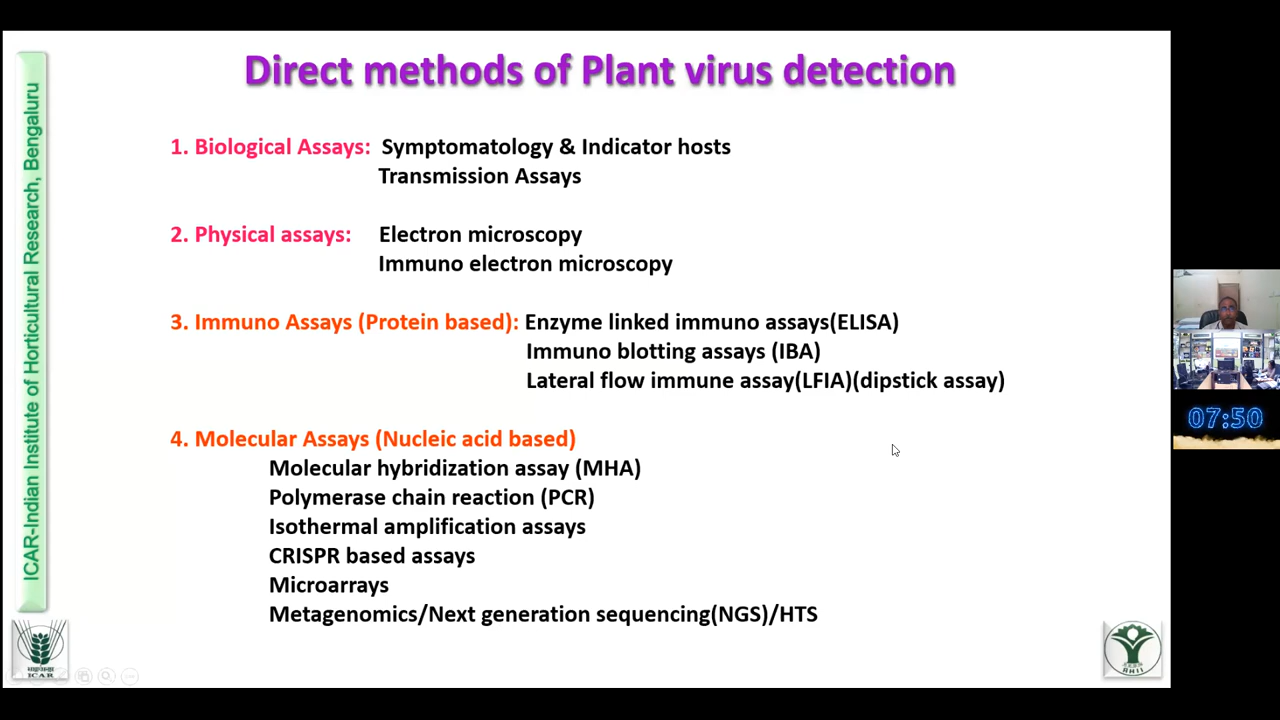 Direct methods of Plant virus detection
ICAR-Indian Institute of Horticultural Research, Bengaluru
1. Biological Assays: Symptomatology & Indicator hosts
Transmission Assays
2. Physical assays: Electron microscopy
Immuno electron microscopy
3. Immuno Assays (Protein based): Enzyme linked immuno assays(ELISA)
Immuno blotting assays (IBA)
Lateral flow immune assay(LFIA)(dipstick assay)
4. Molecular Assays (Nucleic acid based)
Molecular hybridization assay (MHA)
Polymerase chain reaction (PCR)
Isothermal amplification assays
CRISPR based assays
Microarrays
Metagenomics/Next generation sequencing(NGS)/HTS
07:50
ICAR